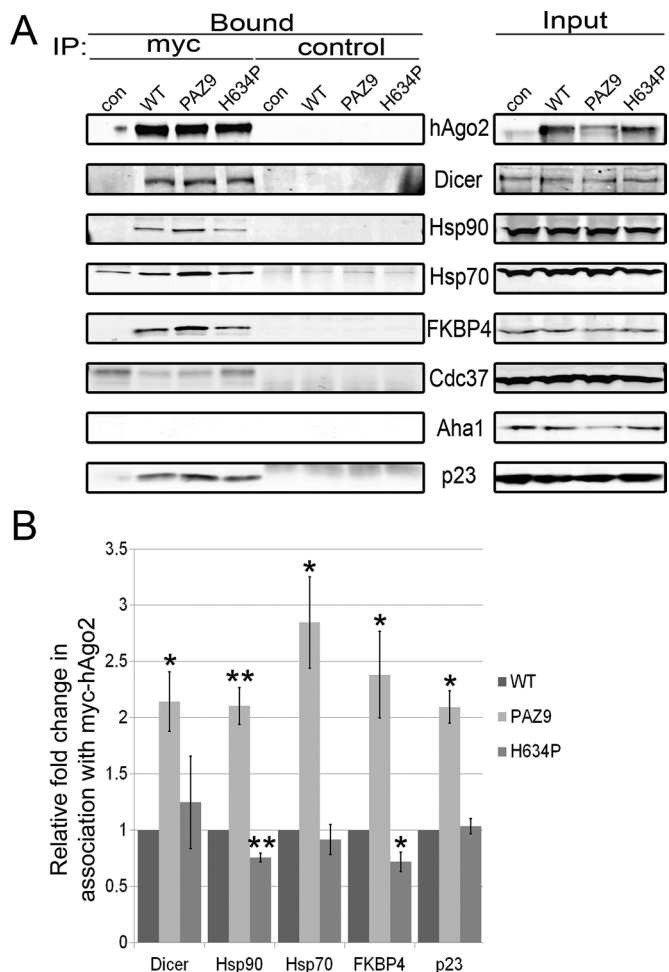 A
Bound
Input
IP:
myc
control
con
WT
PAZ9
H634P
con
WT
PAZ9
H634P
con
WT
PAZ9
H634P
hAgo2
Dicer
Hsp90
Hsp70
FKBP4
Cdc37
Aha1
p23
B
Relative fold change in
association with myc-hAgo2
3.5
3
2.5
2
1.5
1
0.5
0
*
**
**
*
*
*
*
Dicer
Hsp90
Hsp70
FKBP4
p23
WT
PAZ9
H634P